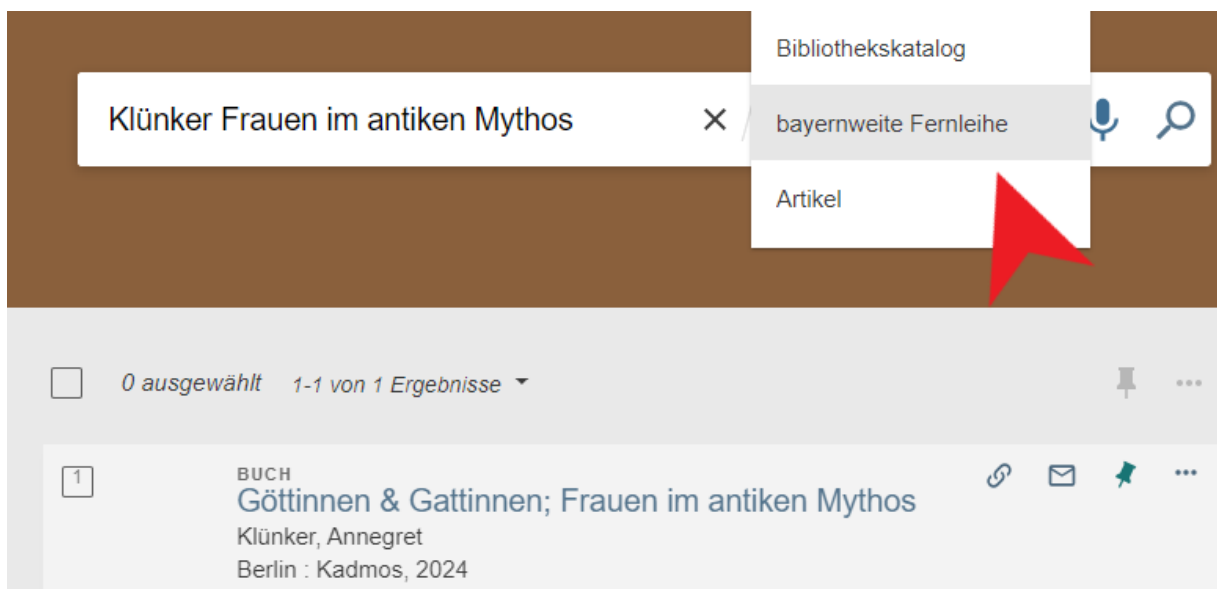 Bibliothekskatalog
Klünker Frauen im antiken Mythos
bayernweite Fernleihe
Artikel
0 ausgewählt 1-1 von 1 Ergebnisse
1
BUCH
Göttinnen & Gattinnen; Frauen im antiken Mythos
Klünker, Annegret
Berlin : Kadmos, 2024